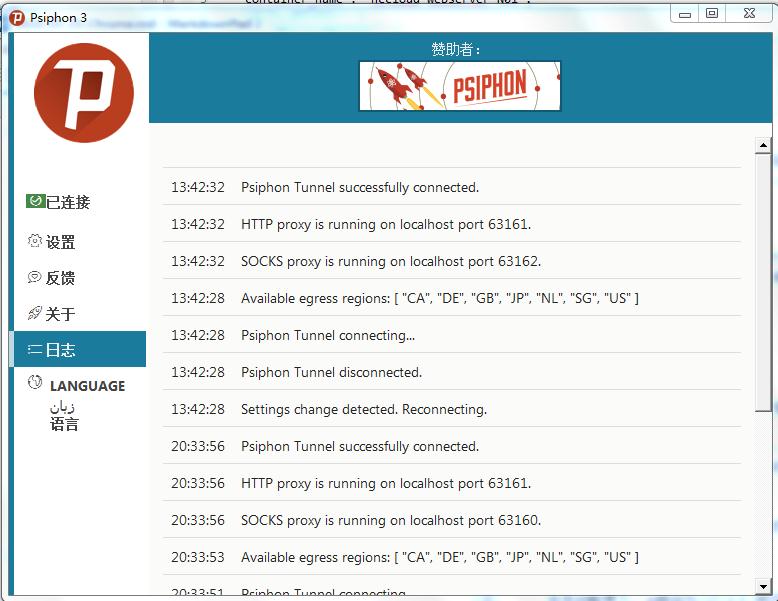 Psiphon 3
赞助者：
PSIPHON
已连接
设置
反馈
关于
日志
LANGUAGE
زبان
语言
13:42:32 Psiphon Tunnel successfully connected.
13:42:32 HTTP proxy is running on localhost port 63161.
13:42:32 SOCKS proxy is running on localhost port 63162.
13:42:28 Available egress regions: [ "CA", "DE", "GB", "JP", "NL", "SG", "US" ]
13:42:28 Psiphon Tunnel connecting...
13:42:28 Psiphon Tunnel disconnected.
13:42:28 Settings change detected. Reconnecting.
20:33:56 Psiphon Tunnel successfully connected.
20:33:56 HTTP proxy is running on localhost port 63161.
20:33:56 SOCKS proxy is running on localhost port 63160.
20:33:53 Available egress regions: [ "CA", "DE", "GB", "JP", "NL", "SG", "US" ]
20:33:51 Psiphon Tunnel connecting